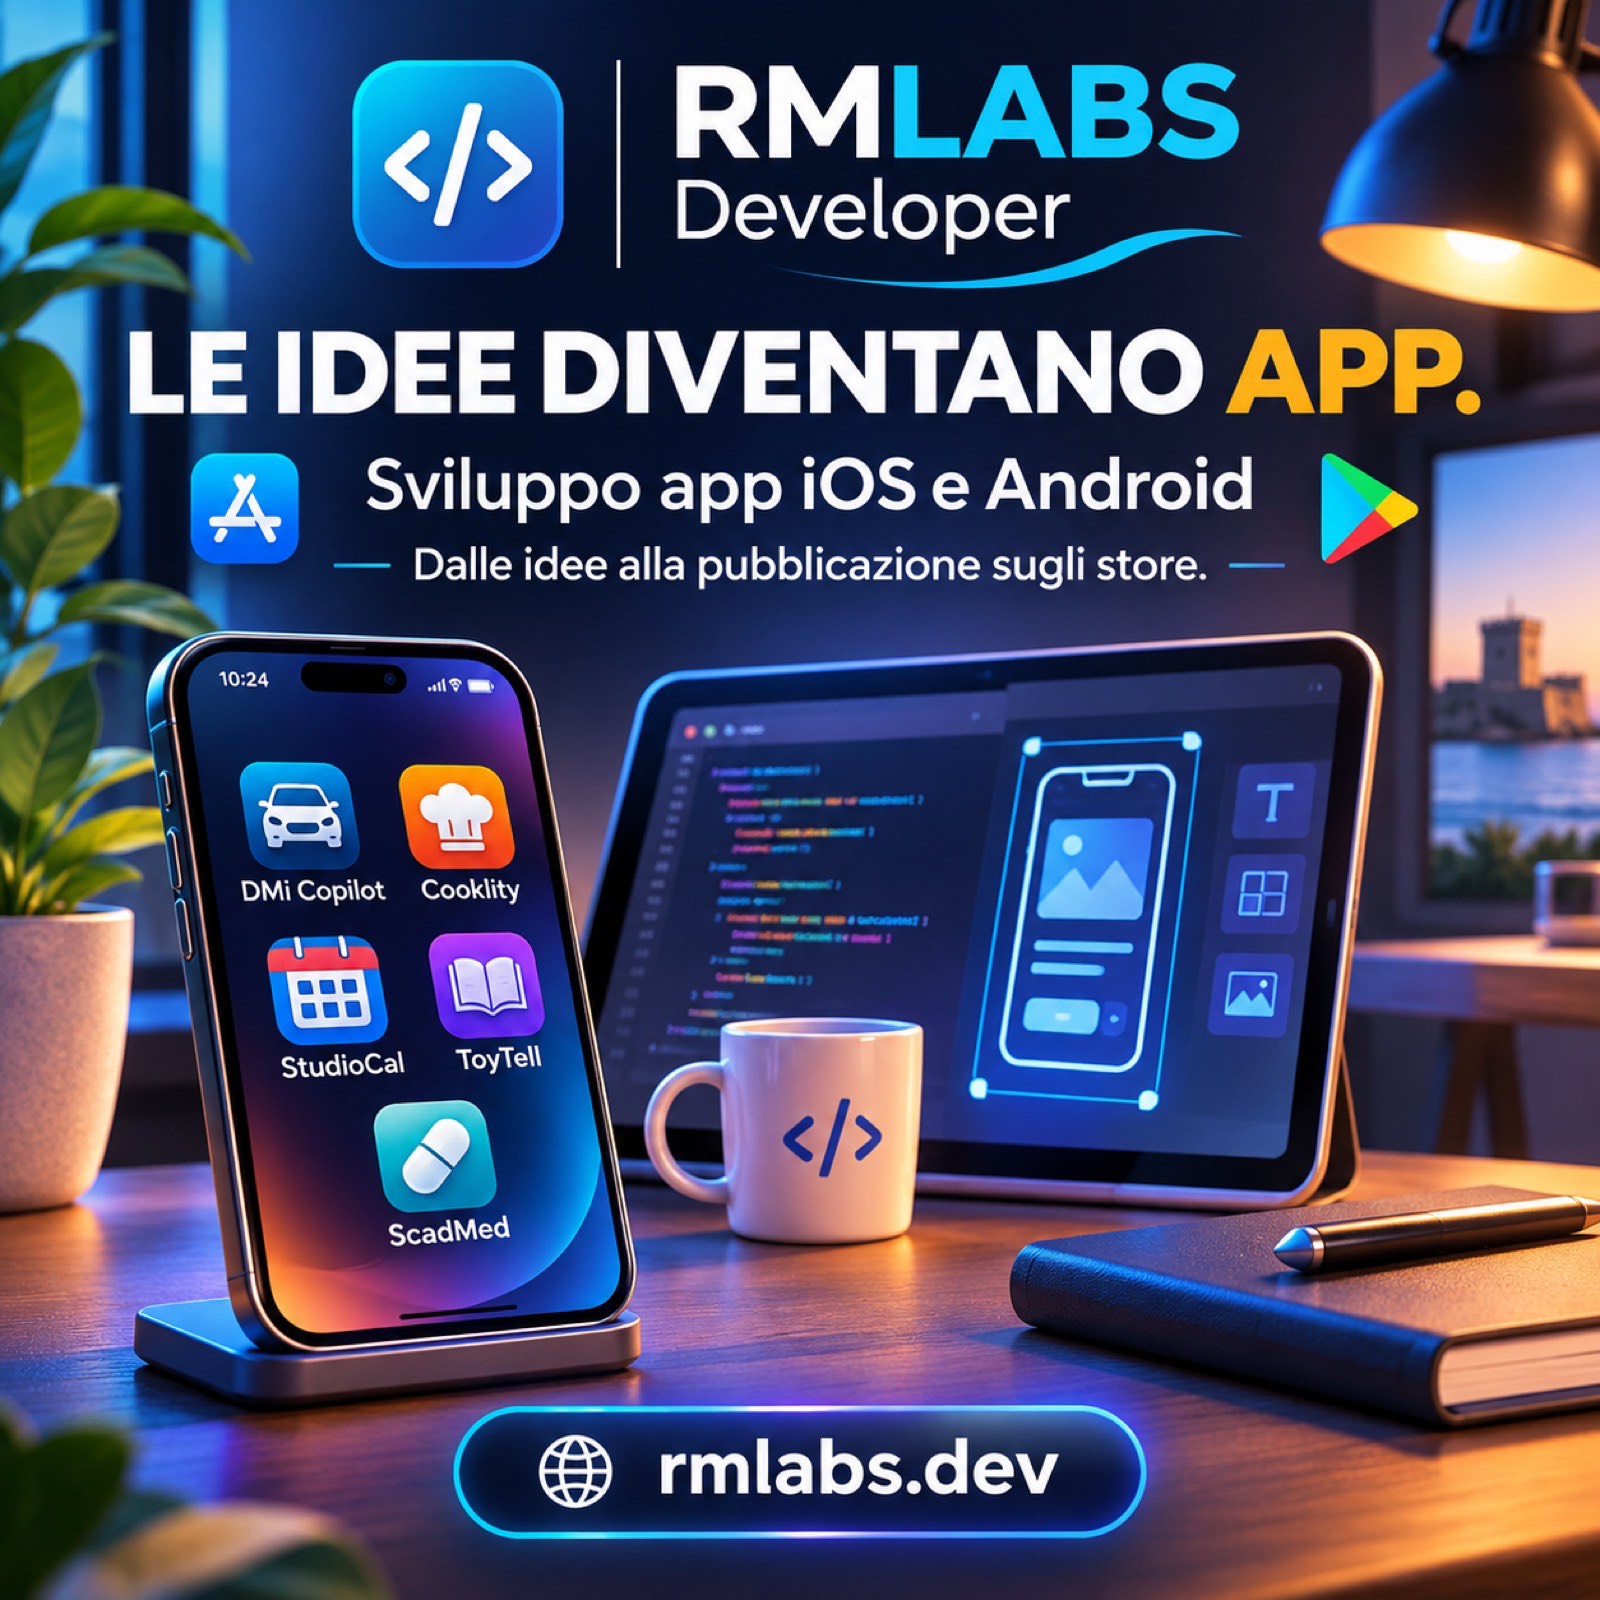 </>
RMLABS
Developer
LE IDEE DIVENTANO APP.
Sviluppo app iOS e Android
Dalle idee alla pubblicazione sugli store.
10:24
DMi Copilot
Cooklity
StudioCal
ToyTell
ScadMed
T
</>
rmlabs.dev